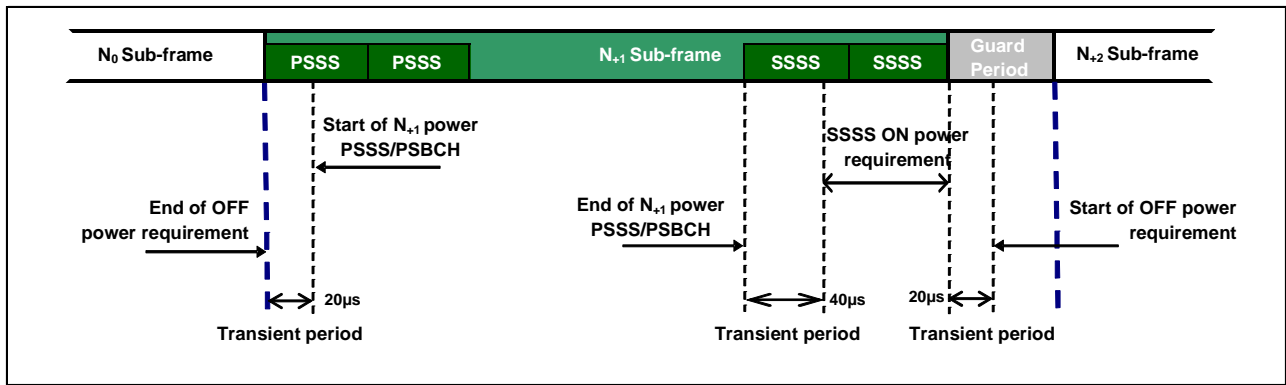 N0 Sub-frame
PSSS
PSSS
N+1 Sub-frame
SSSS
SSSS
Guard
Period
N+2 Sub-frame
Start of N+1 power
PSSS/PSBCH
SSSS ON power
requirement
End of OFF
power requirement
End of N+1 power
PSSS/PSBCH
Start of OFF power
requirement
20µs
40µs
20µs
Transient period
Transient period
Transient period